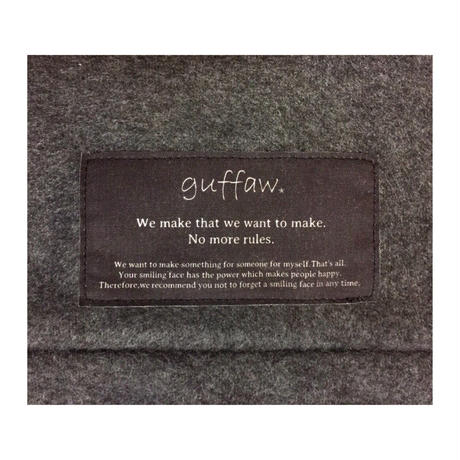 guffaw.
We make that we want to make.
No more rules.
We want to make something for someone for myself.That's all.
Your smiling face has the power which makes people happy.
Therefore,we recommend you not to forget a smiling face in any time.